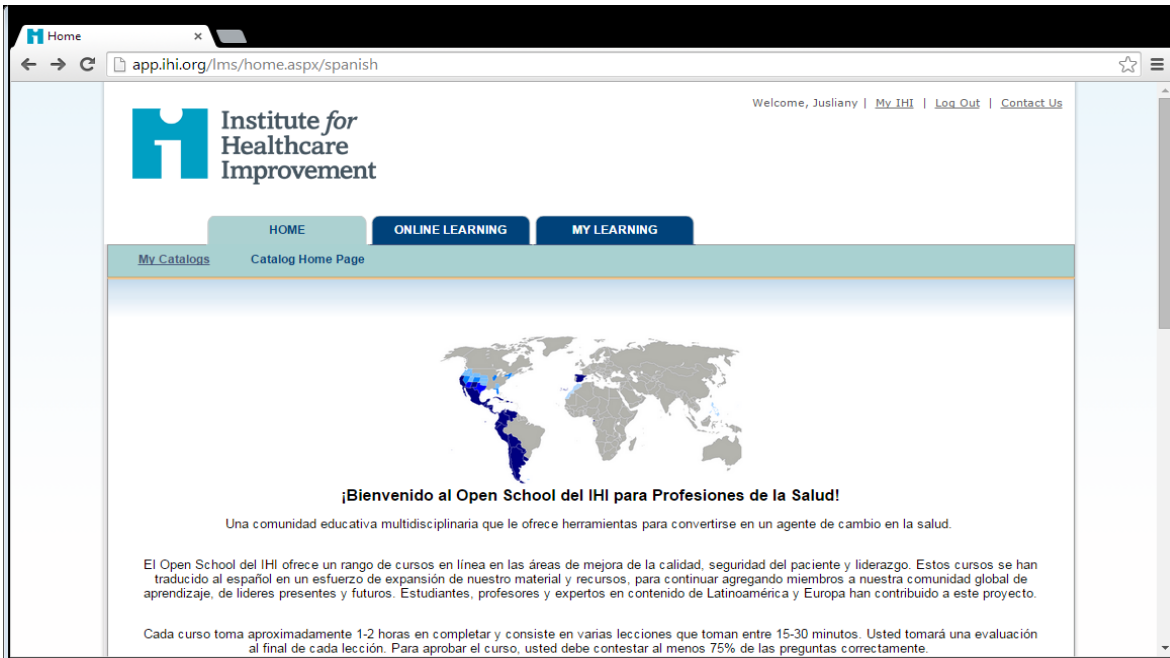 Home
app.ihi.org/lms/home.aspx/spanish
Welcome, Jusliany | My IHI | Log Out | Contact Us
Institute for
Healthcare
Improvement
HOME
ONLINE LEARNING
MY LEARNING
My Catalogs
Catalog Home Page
¡Bienvenido al Open School del IHI para Profesiones de la Salud!
Una comunidad educativa multidisciplinaria que le ofrece herramientas para convertirse en un agente de cambio en la salud.
El Open School del IHI ofrece un rango de cursos en línea en las áreas de mejora de la calidad, seguridad del paciente y liderazgo. Estos cursos se han
traducido al español en un esfuerzo de expansión de nuestro material y recursos, para continuar agregando miembros a nuestra comunidad global de
aprendizaje, de lideres presentes y futuros. Estudiantes, profesores y expertos en contenido de Latinoamérica y Europa han contribuido a este proyecto.
Cada curso toma aproximadamente 1-2 horas en completar y consiste en varias lecciones que toman entre 15-30 minutos. Usted tomará una evaluación
al final de cada lección. Para aprobar el curso, usted debe contestar al menos 75% de las preguntas correctamente.